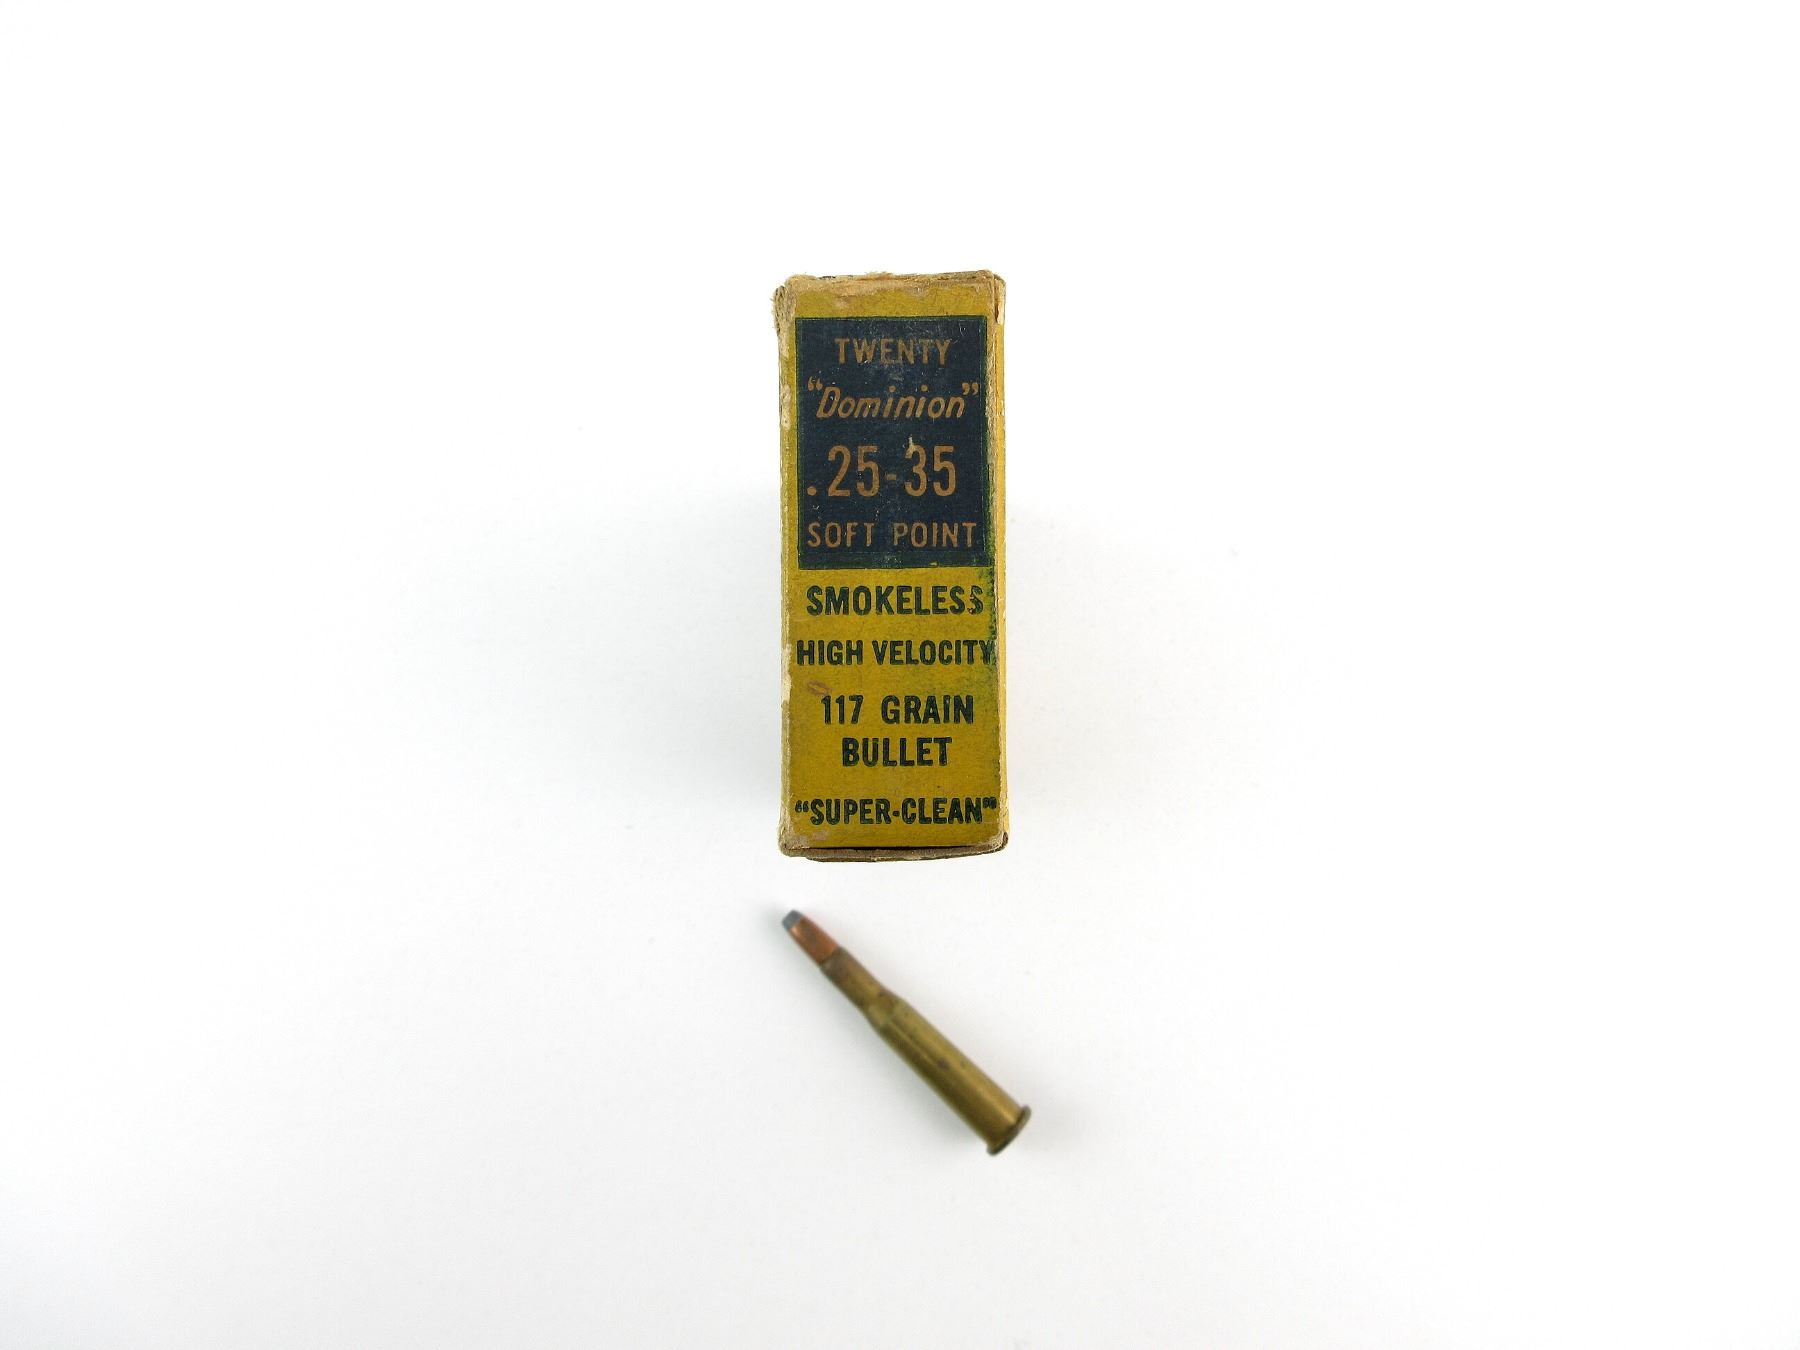 TWENTY
"Dominion"
.25-35
SOFT POINT
SMOKELESS
HIGH VELOCITY
117 GRAIN
BULLET
"SUPER-CLEAN"